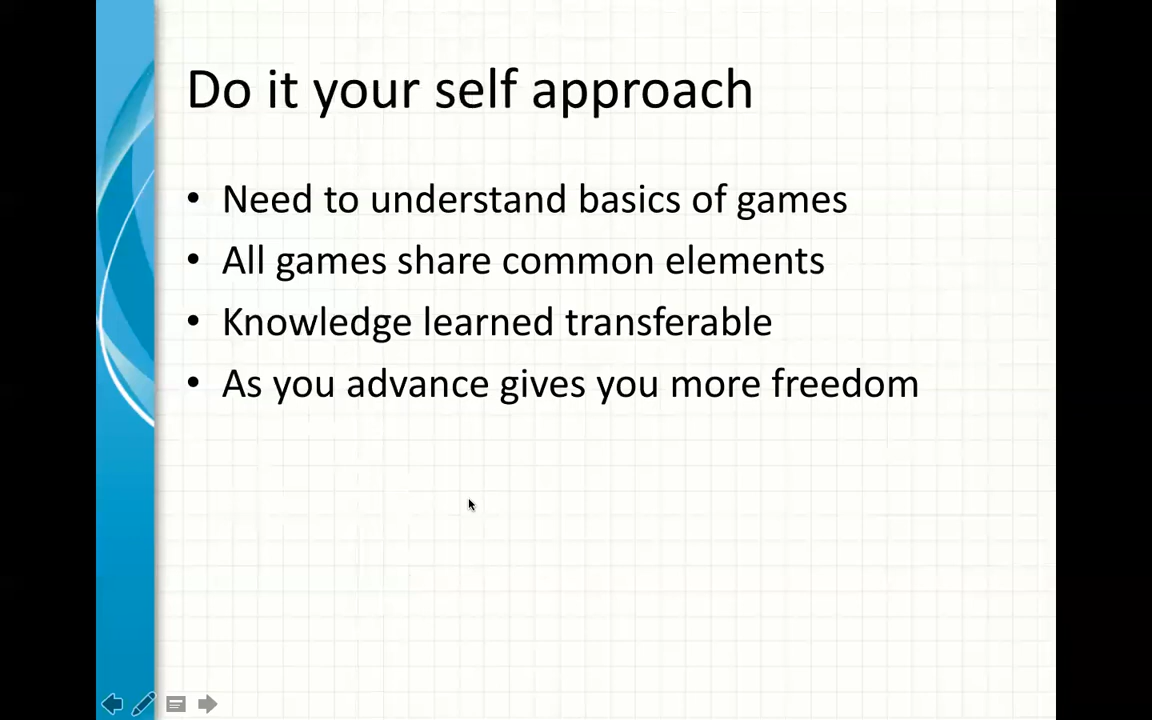 Do it your self approach
• Need to understand basics of games
• All games share common elements
• Knowledge learned transferable
• As you advance gives you more freedom